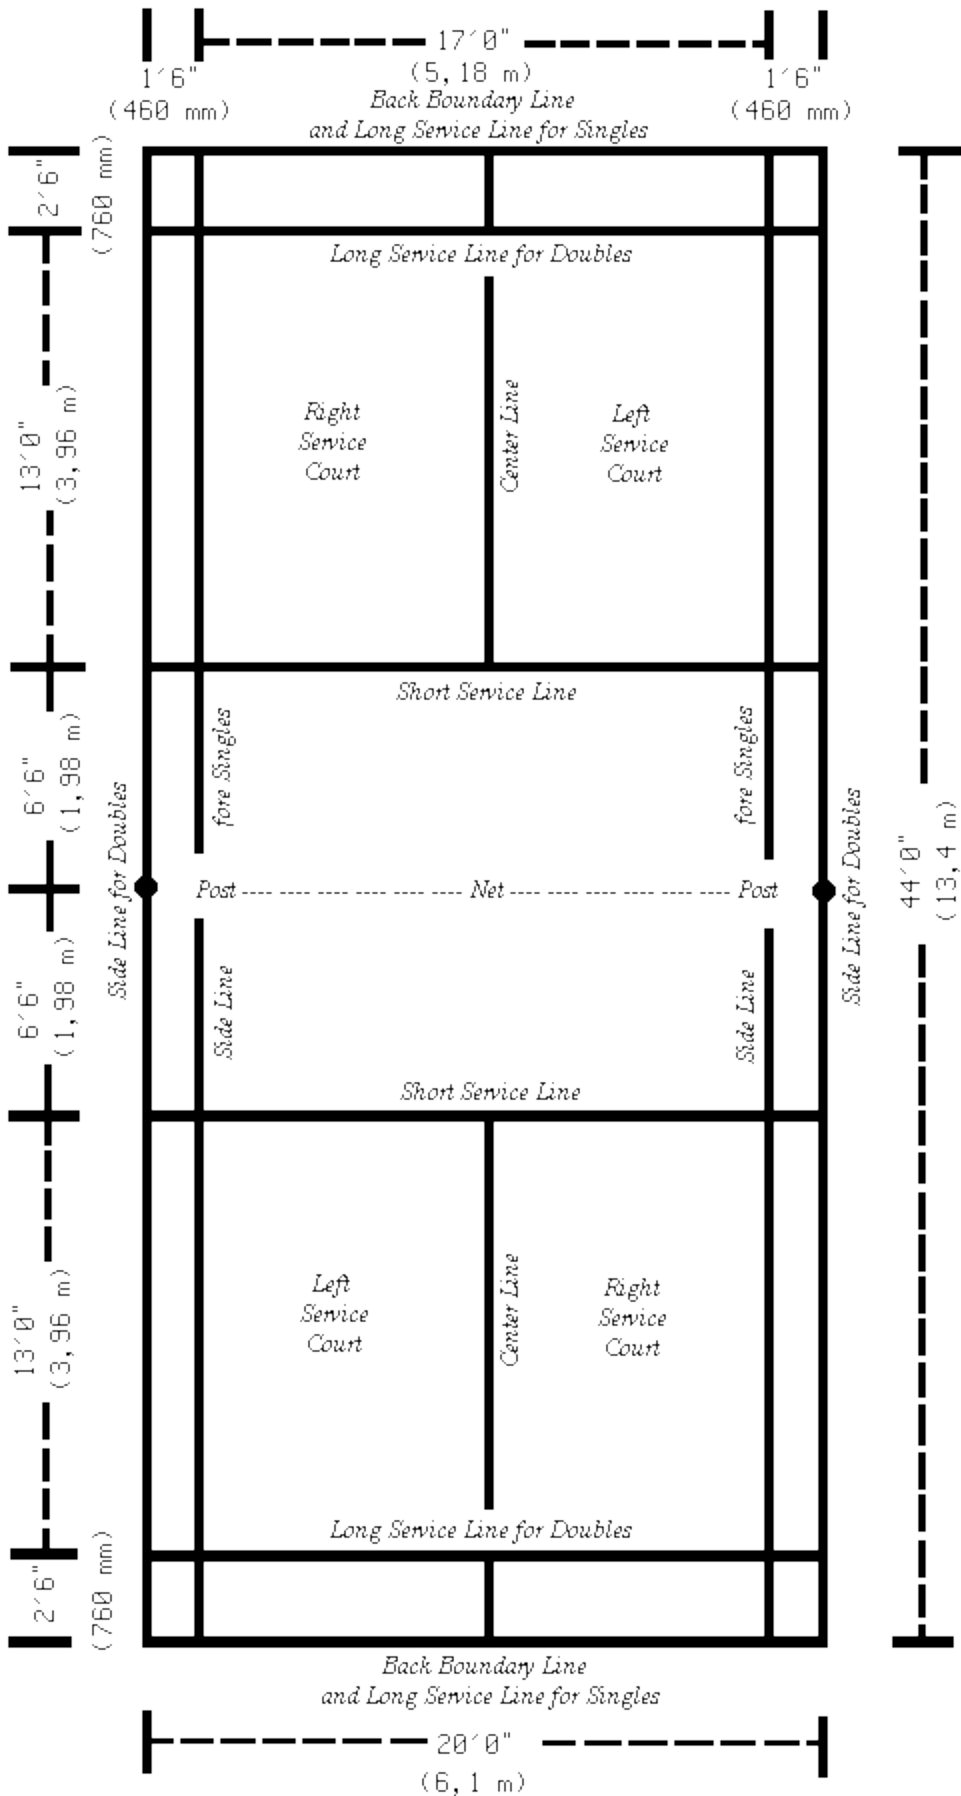 17'0"
(5,18 m)
1'6"
(460 mm)
1'6"
(460 mm)
Back Boundary Line
and Long Service Line for Singles
2'6"
(760 mm)
Long Service Line for Doubles
13'0"
(3,96 m)
Right
Service
Court
Center Line
Left
Service
Court
Short Service Line
6'6"
(1,98 m)
fore Singles
fore Singles
Side Line for Doubles
Post
Net
Post
Side Line for Doubles
44'0"
(13,4 m)
6'6"
(1,98 m)
Side Line
Side Line
Short Service Line
13'0"
(3,96 m)
Left
Service
Court
Center Line
Right
Service
Court
Long Service Line for Doubles
2'6"
(760 mm)
Back Boundary Line
and Long Service Line for Singles
20'0"
(6,1 m)